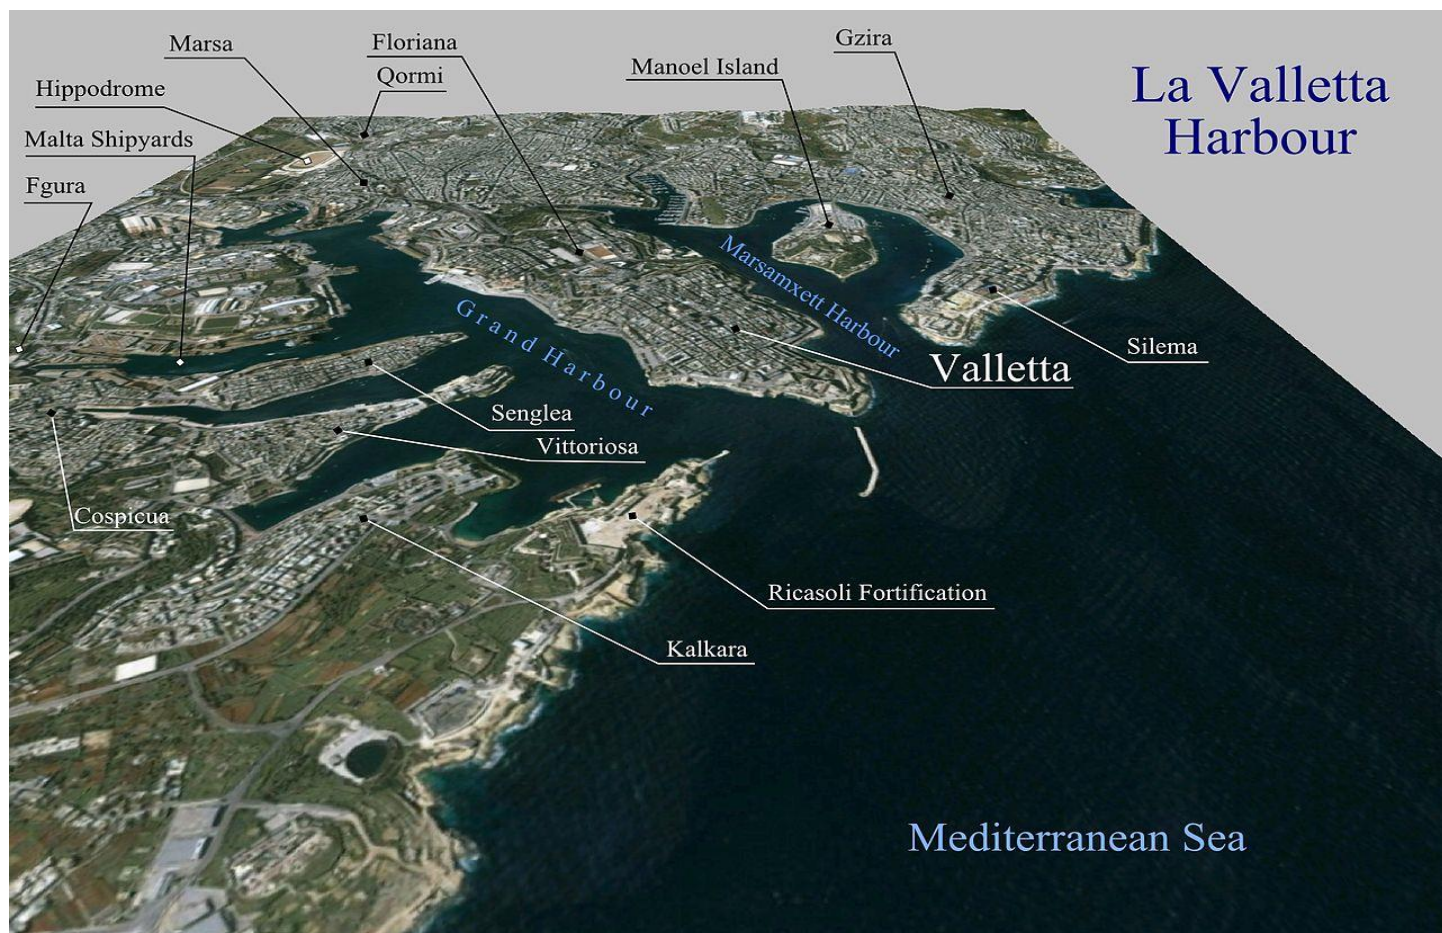 La Valletta
Harbour
Marsa
Floriana
Gzira
Qormi
Manoel Island
Hippodrome
Malta Shipyards
Fgura
Marsamxett Harbour
Grand Harbour
Silema
Valletta
Senglea
Vittoriosa
Cospicua
Ricasoli Fortification
Kalkara
Mediterranean Sea